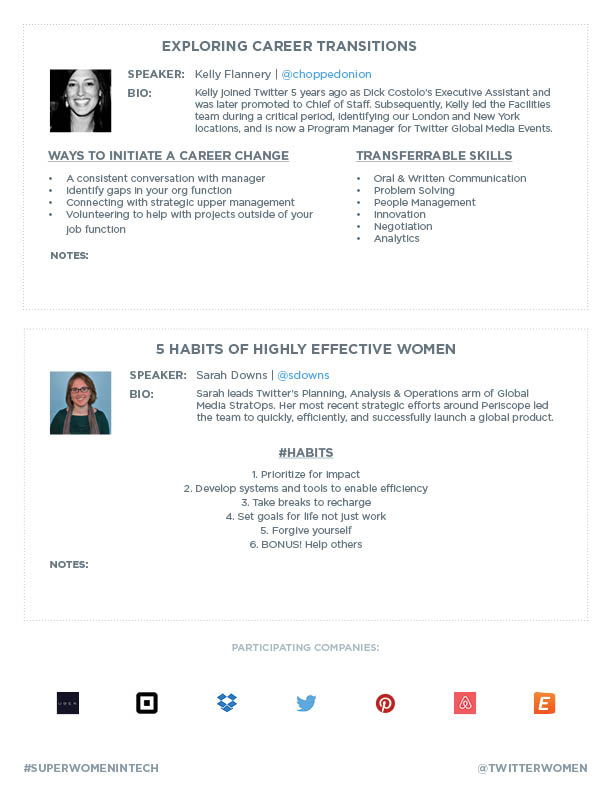 EXPLORING CAREER TRANSITIONS
SPEAKER: Kelly Flannery | @choppedonion
BIO: Kelly joined Twitter 5 years ago as Dick Costolo's Executive Assistant and
was later promoted to Chief of Staff. Subsequently, Kelly led the Facilities
team during a critical period, identifying our London and New York
locations, and is now a Program Manager for Twitter Global Media Events.
WAYS TO INITIATE A CAREER CHANGE
• A consistent conversation with manager
• Identify gaps in your org function
• Connecting with strategic upper management
• Volunteering to help with projects outside of your
job function
TRANSFERRABLE SKILLS
• Oral & Written Communication
• Problem Solving
• People Management
• Innovation
• Negotiation
• Analytics
NOTES:
5 HABITS OF HIGHLY EFFECTIVE WOMEN
SPEAKER: Sarah Downs | @sdowns
BIO: Sarah leads Twitter's Planning, Analysis & Operations arm of Global
Media StratOps. Her most recent strategic efforts around Periscope led
the team to quickly, efficiently, and successfully launch a global product.
#HABITS
1. Prioritize for impact
2. Develop systems and tools to enable efficiency
3. Take breaks to recharge
4. Set goals for life not just work
5. Forgive yourself
6. BONUS! Help others
NOTES:
PARTICIPATING COMPANIES:
UBER
E
#SUPERWOMENINTECH
@TWITTERWOMEN